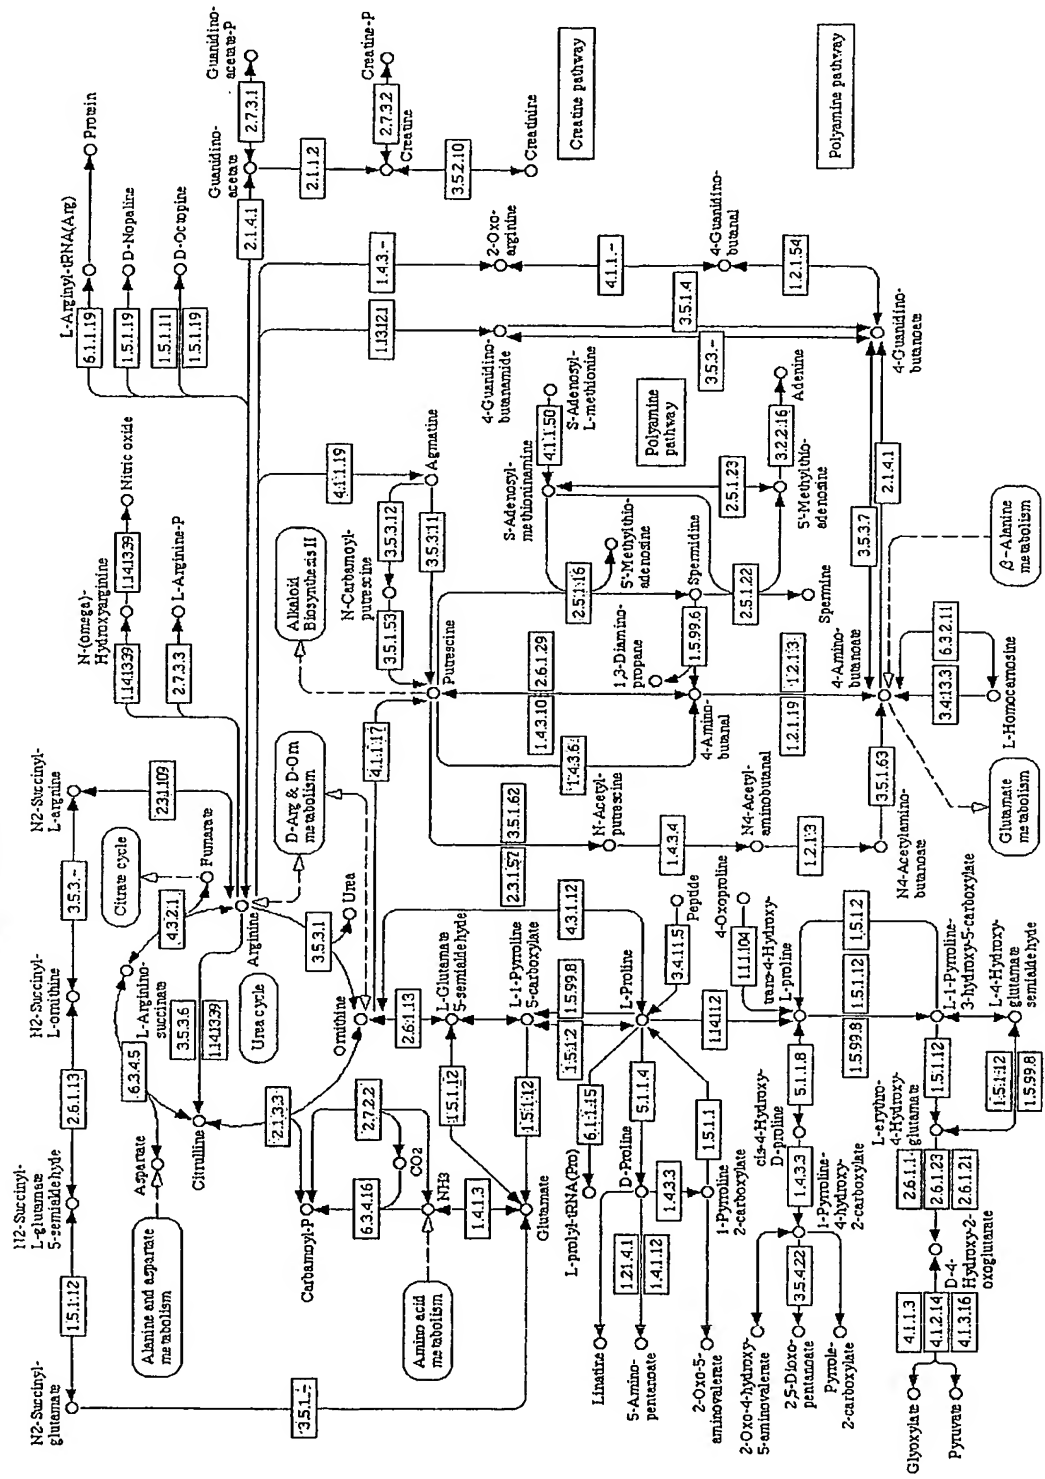 N2-Succinyl-
glutamate
1.5.1.12
N2-Succinyl-
L-glutamate
5-semialdehyde
2.6.1.13
N2-Succinyl-
L-ornithine
3.5.3.-
N2-Succinyl-
L-arginine
2.3.1.109
3.5.1.-
Alanine and aspartate
metabolism
Aspartate
6.3.4.5
L-Arginino-
succinate
4.3.2.1
Citrate cycle
Fumarate
Citrulline
3.5.3.6
1.14.13.39
Urea cycle
Arginine
3.5.3.1
Urea
D-Arg & D-Orn
metabolism
N-(omega)-
Hydroxyarginine
1.14.13.39
1.14.13.39
Nitric oxide
2.7.3.3
L-Arginine-P
L-Arginyl-tRNA(Arg)
6.1.1.19
Protein
1.5.1.19
D-Nopaline
1.5.1.11
1.5.1.19
D-Octopine
2.1.4.1
Guanidino-
acetate
2.7.3.1
Guanidino-
acetate-P
2.1.1.2
Creatine
2.7.3.2
Creatine-P
3.5.2.10
Creatinine
Creatine pathway
Polyamine pathway
1.4.3.-
2-Oxo-
arginine
4.1.1.-
4-Guanidino-
butanal
1.2.1.54
1.13.12.1
4-Guanidino-
butanamide
3.5.1.4
3.5.3.-
4-Guanidino-
butanoate
4.1.1.19
Agmatine
3.5.3.12
3.5.3.11
N-Carbamoyl-
putrescine
3.5.1.53
Alkaloid
Biosynthesis II
Putrescine
4.1.1.17
S-Adenosyl-
methioninamine
4.1.1.50
S-Adenosyl-
L-methionine
Polyamine
pathway
2.5.1.16
5'-Methylthio-
adenosine
Spermidine
2.5.1.23
2.5.1.22
5'-Methylthio-
adenosine
3.2.2.16
Adenine
Spermine
1.5.99.6
1,3-Diamino-
propane
1.4.3.10
2.6.1.29
1.4.3.6
4-Amino-
butanal
1.2.1.19
1.2.1.3
4-Amino-
butanoate
3.5.3.7
2.1.4.1
β-Alanine
metabolism
6.3.2.11
3.4.13.3
L-Homocarnosine
Glutamate
metabolism
2.3.1.57
3.5.1.62
N-Acetyl-
putrescine
1.4.3.4
N4-Acetyl-
aminobutanal
1.2.1.3
N4-Acetylamino-
butanoate
3.5.1.63
2.1.3.3
Ornithine
2.6.1.13
L-Glutamate
5-semialdehyde
L-1-Pyrroline
5-carboxylate
1.5.99.8
1.5.1.2
4.3.1.12
L-Proline
3.4.11.5
Peptide
Carbamoyl-P
6.3.4.16
2.7.2.2
CO2
NH3
1.4.1.3
1.5.1.12
1.5.1.12
Glutamate
Amino acid
metabolism
6.1.1.15
L-prolyl-tRNA(Pro)
5.1.1.4
D-Proline
Linatine
1.21.4.1
1.4.1.12
5-Amino-
pentanoate
1.4.3.3
1.5.1.1
1-Pyrroline
2-carboxylate
2-Oxo-5-
aminovalerate
1.14.11.2
4-Oxoproline
1.1.1.104
trans-4-Hydroxy-
L-proline
5.1.1.8
cis-4-Hydroxy-
D-proline
1.4.3.3
1-Pyrroline-
4-hydroxy-
2-carboxylate
2-Oxo-4-hydroxy-
5-aminovalerate
3.5.4.22
2,5-Dioxo-
pentanoate
Pyrrole-
2-carboxylate
1.5.99.8
1.5.1.12
1.5.1.2
L-1-Pyrroline-
3-hydroxy-5-carboxylate
L-4-Hydroxy-
glutamate
semialdehyde
1.5.1.12
1.5.1.12
1.5.99.8
L-erythro-
4-Hydroxy-
glutamate
2.6.1.1
2.6.1.23
2.6.1.21
D-4-
Hydroxy-2-
oxoglutarate
4.1.1.3
4.1.2.14
4.1.3.16
Glyoxylate
Pyruvate